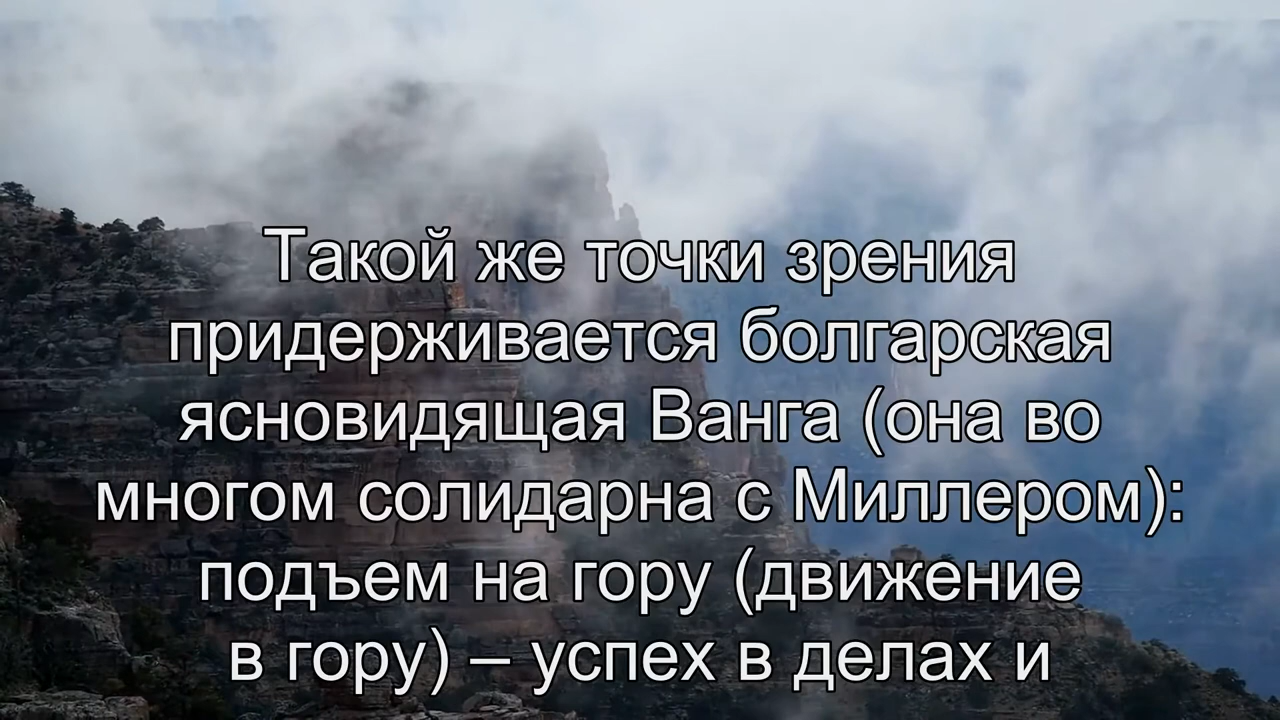 Такой же точки зрения
придерживается болгарская
ясновидящая Ванга (она во
многом солидарна с Миллером):
подъем на гору (движение
в гору) – успех в делах и